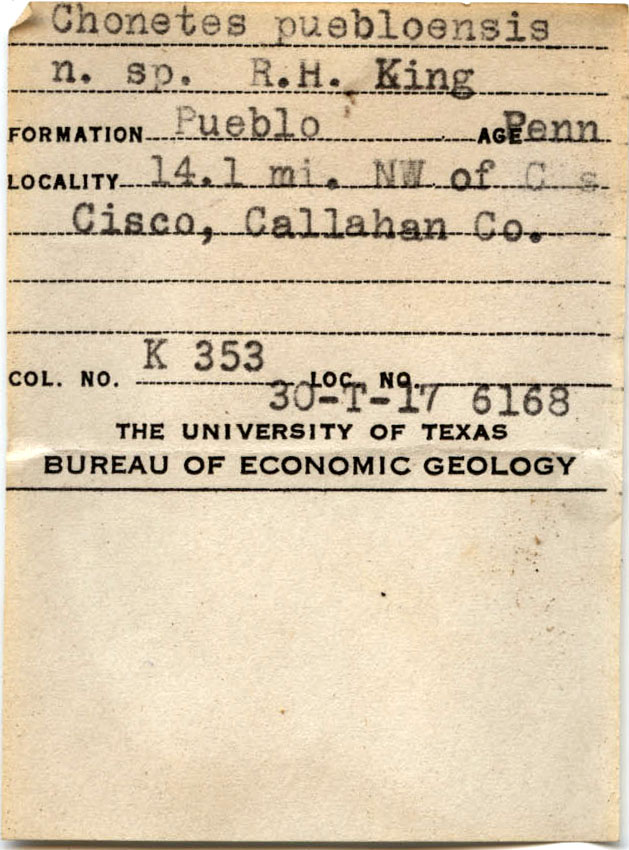 Chonetes puebloensis
n. sp. R.H. King
FORMATION Pueblo AGE Penn
LOCALITY 14.1 mi. NW of
Cisco, Callahan Co.
COL. NO. K 353 LOC. NO.
30-T-17 6168
THE UNIVERSITY OF TEXAS
BUREAU OF ECONOMIC GEOLOGY